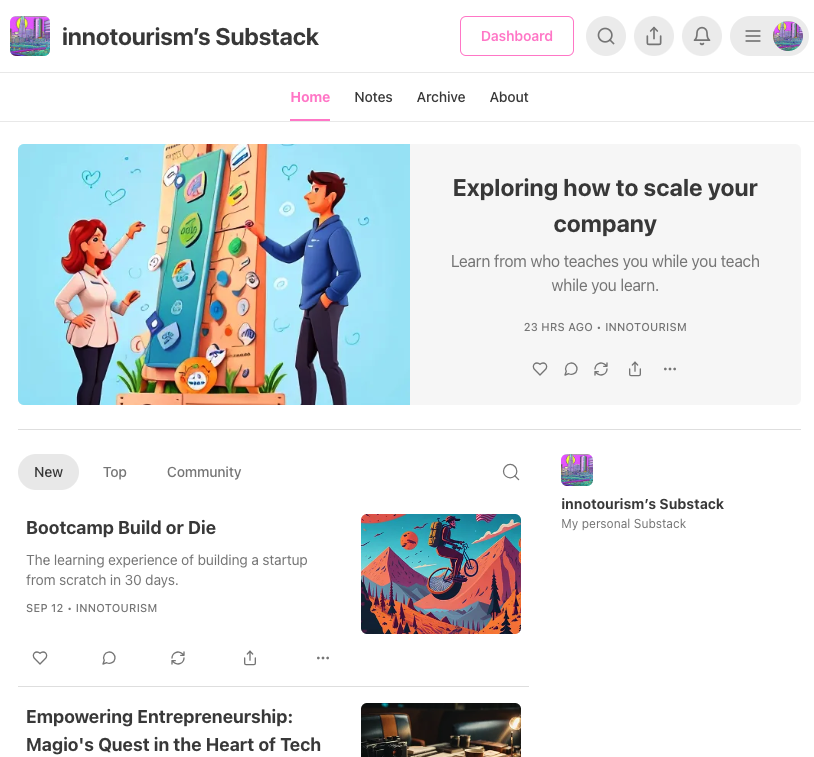 innotourism’s Substack
Dashboard
Home
Notes
Archive
About
Exploring how to scale your
company
Learn from who teaches you while you teach
while you learn.
23 HRS AGO • INNOTOURISM
New
Top
Community
innotourism’s Substack
My personal Substack
Bootcamp Build or Die
The learning experience of building a startup
from scratch in 30 days.
SEP 12 • INNOTOURISM
Empowering Entrepreneurship:
Magio's Quest in the Heart of Tech